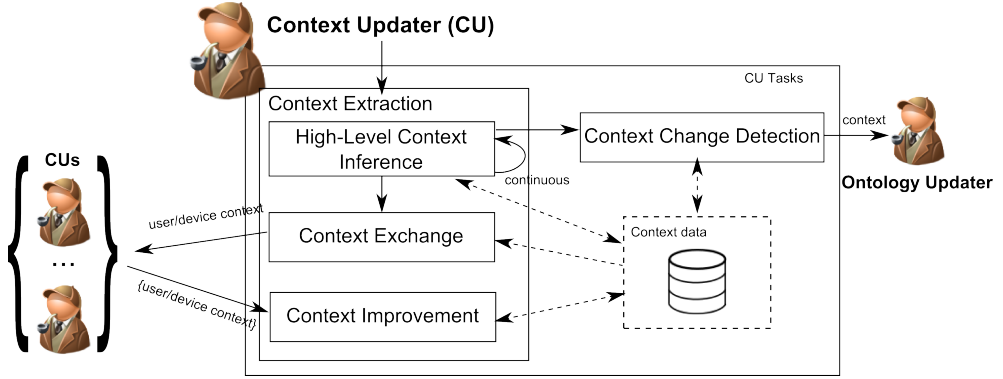 Context Updater (CU)
CU Tasks
Context Extraction
High-Level Context
Inference
continuous
Context Change Detection
context
Ontology Updater
CUs
...
user/device context
{user/device context}
Context Exchange
Context data
Context Improvement